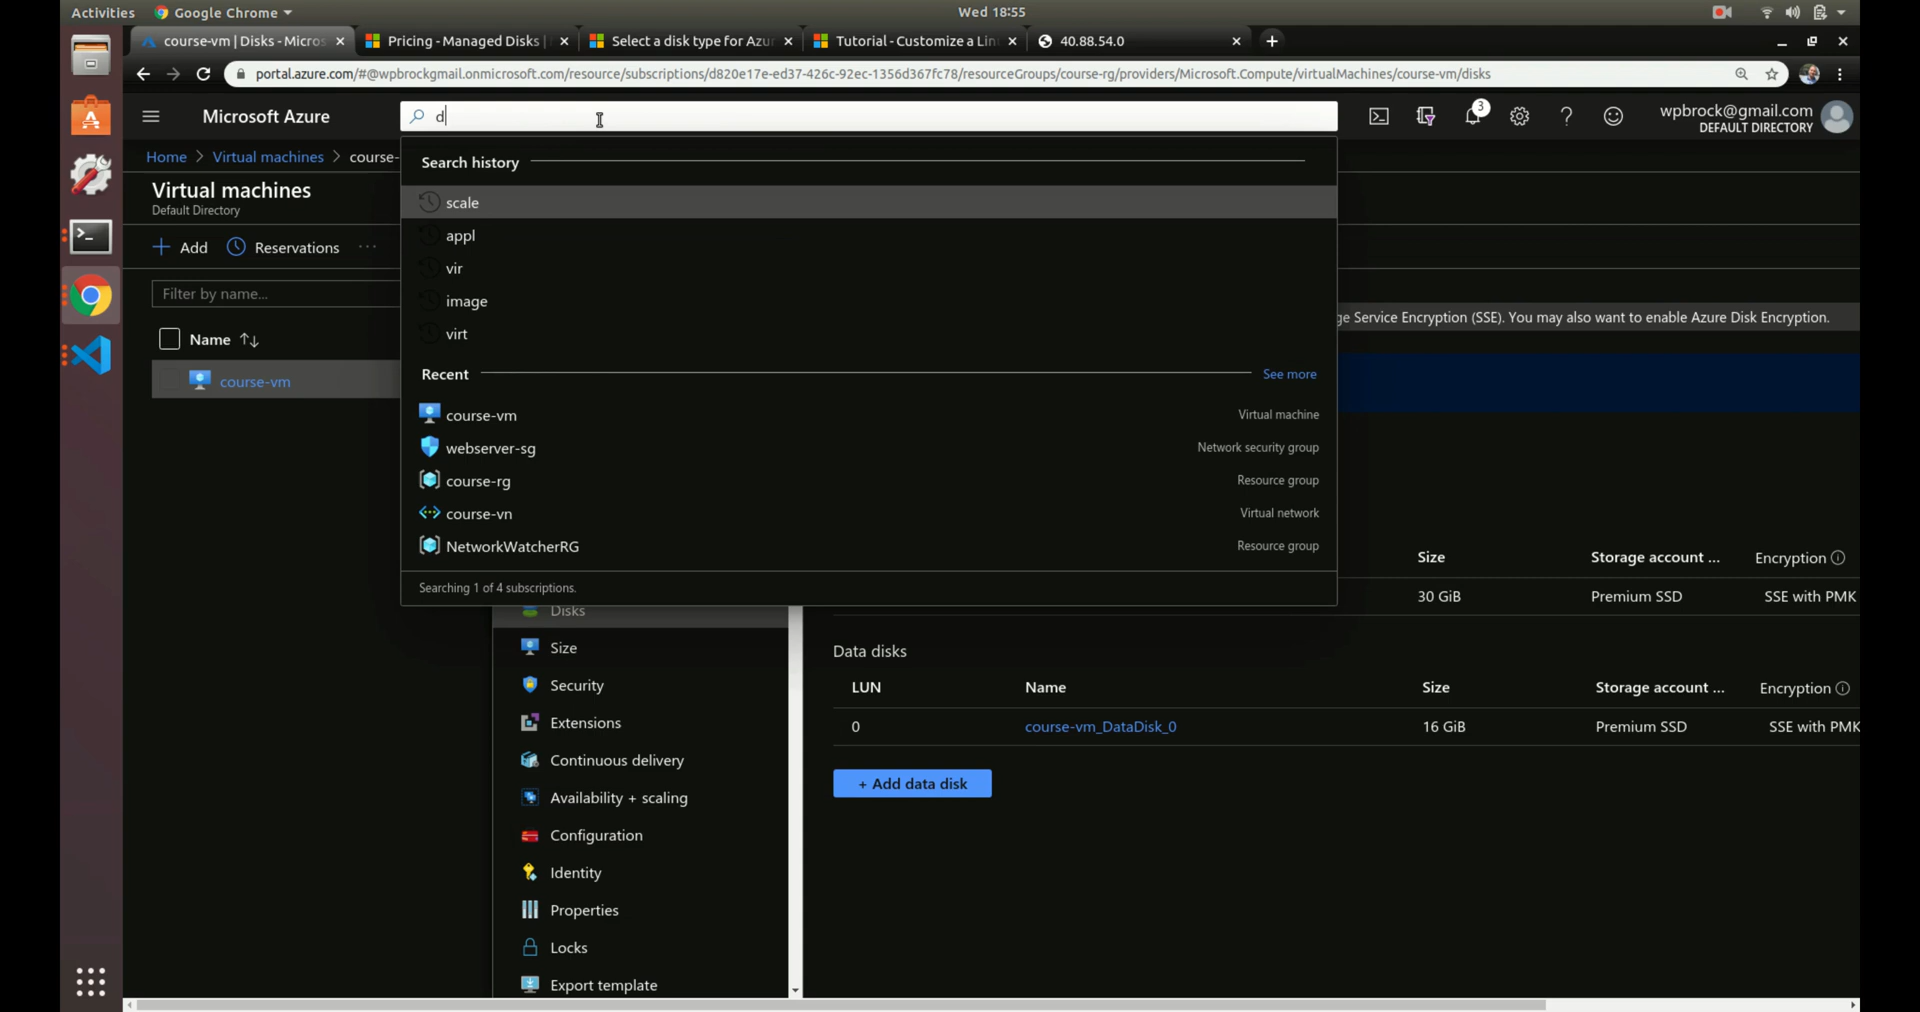 Activities Google Chrome Wed 18:55
course-vm | Disks - Micros Pricing - Managed Disks | Select a disk type for Azu Tutorial - Customize a Lin 40.88.54.0
portal.azure.com/#@wpbrockgmail.onmicrosoft.com/resource/subscriptions/d820e17e-ed37-426c-92ec-1356d367fc78/resourceGroups/course-rg/providers/Microsoft.Compute/virtualMachines/course-vm/disks
Microsoft Azure d 3 wpbrock@gmail.com
DEFAULT DIRECTORY
Home > Virtual machines > course-
Search history
Virtual machines
Default Directory
scale
appl
+ Add Reservations ...
vir
Filter by name...
image
ge Service Encryption (SSE). You may also want to enable Azure Disk Encryption.
virt
Name ↑↓
Recent See more
course-vm
course-vm Virtual machine
webserver-sg Network security group
course-rg Resource group
course-vn Virtual network
NetworkWatcherRG Resource group
Size Storage account ... Encryption
Searching 1 of 4 subscriptions.
30 GiB Premium SSD SSE with PMK
Disks
Size
Data disks
Security
LUN Name Size Storage account ... Encryption
Extensions
0 course-vm_DataDisk_0 16 GiB Premium SSD SSE with PMK
Continuous delivery
+ Add data disk
Availability + scaling
Configuration
Identity
Properties
Locks
Export template